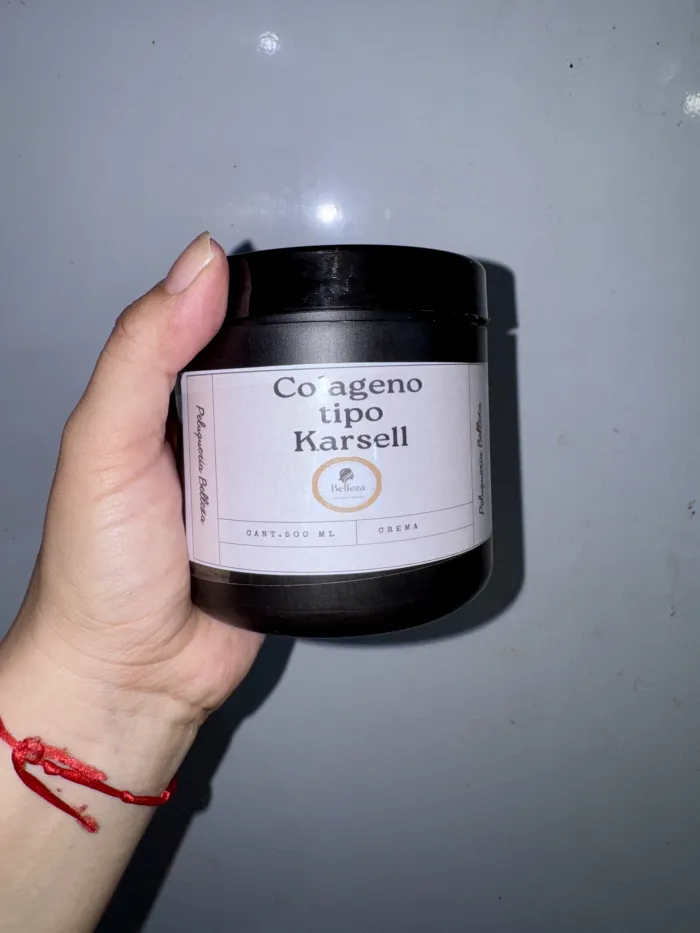 Colageno
tipo
Karsell
Belleza
CANT.500 ML
CREMA
Peluqueria Belleza
Peluqueria Belleza